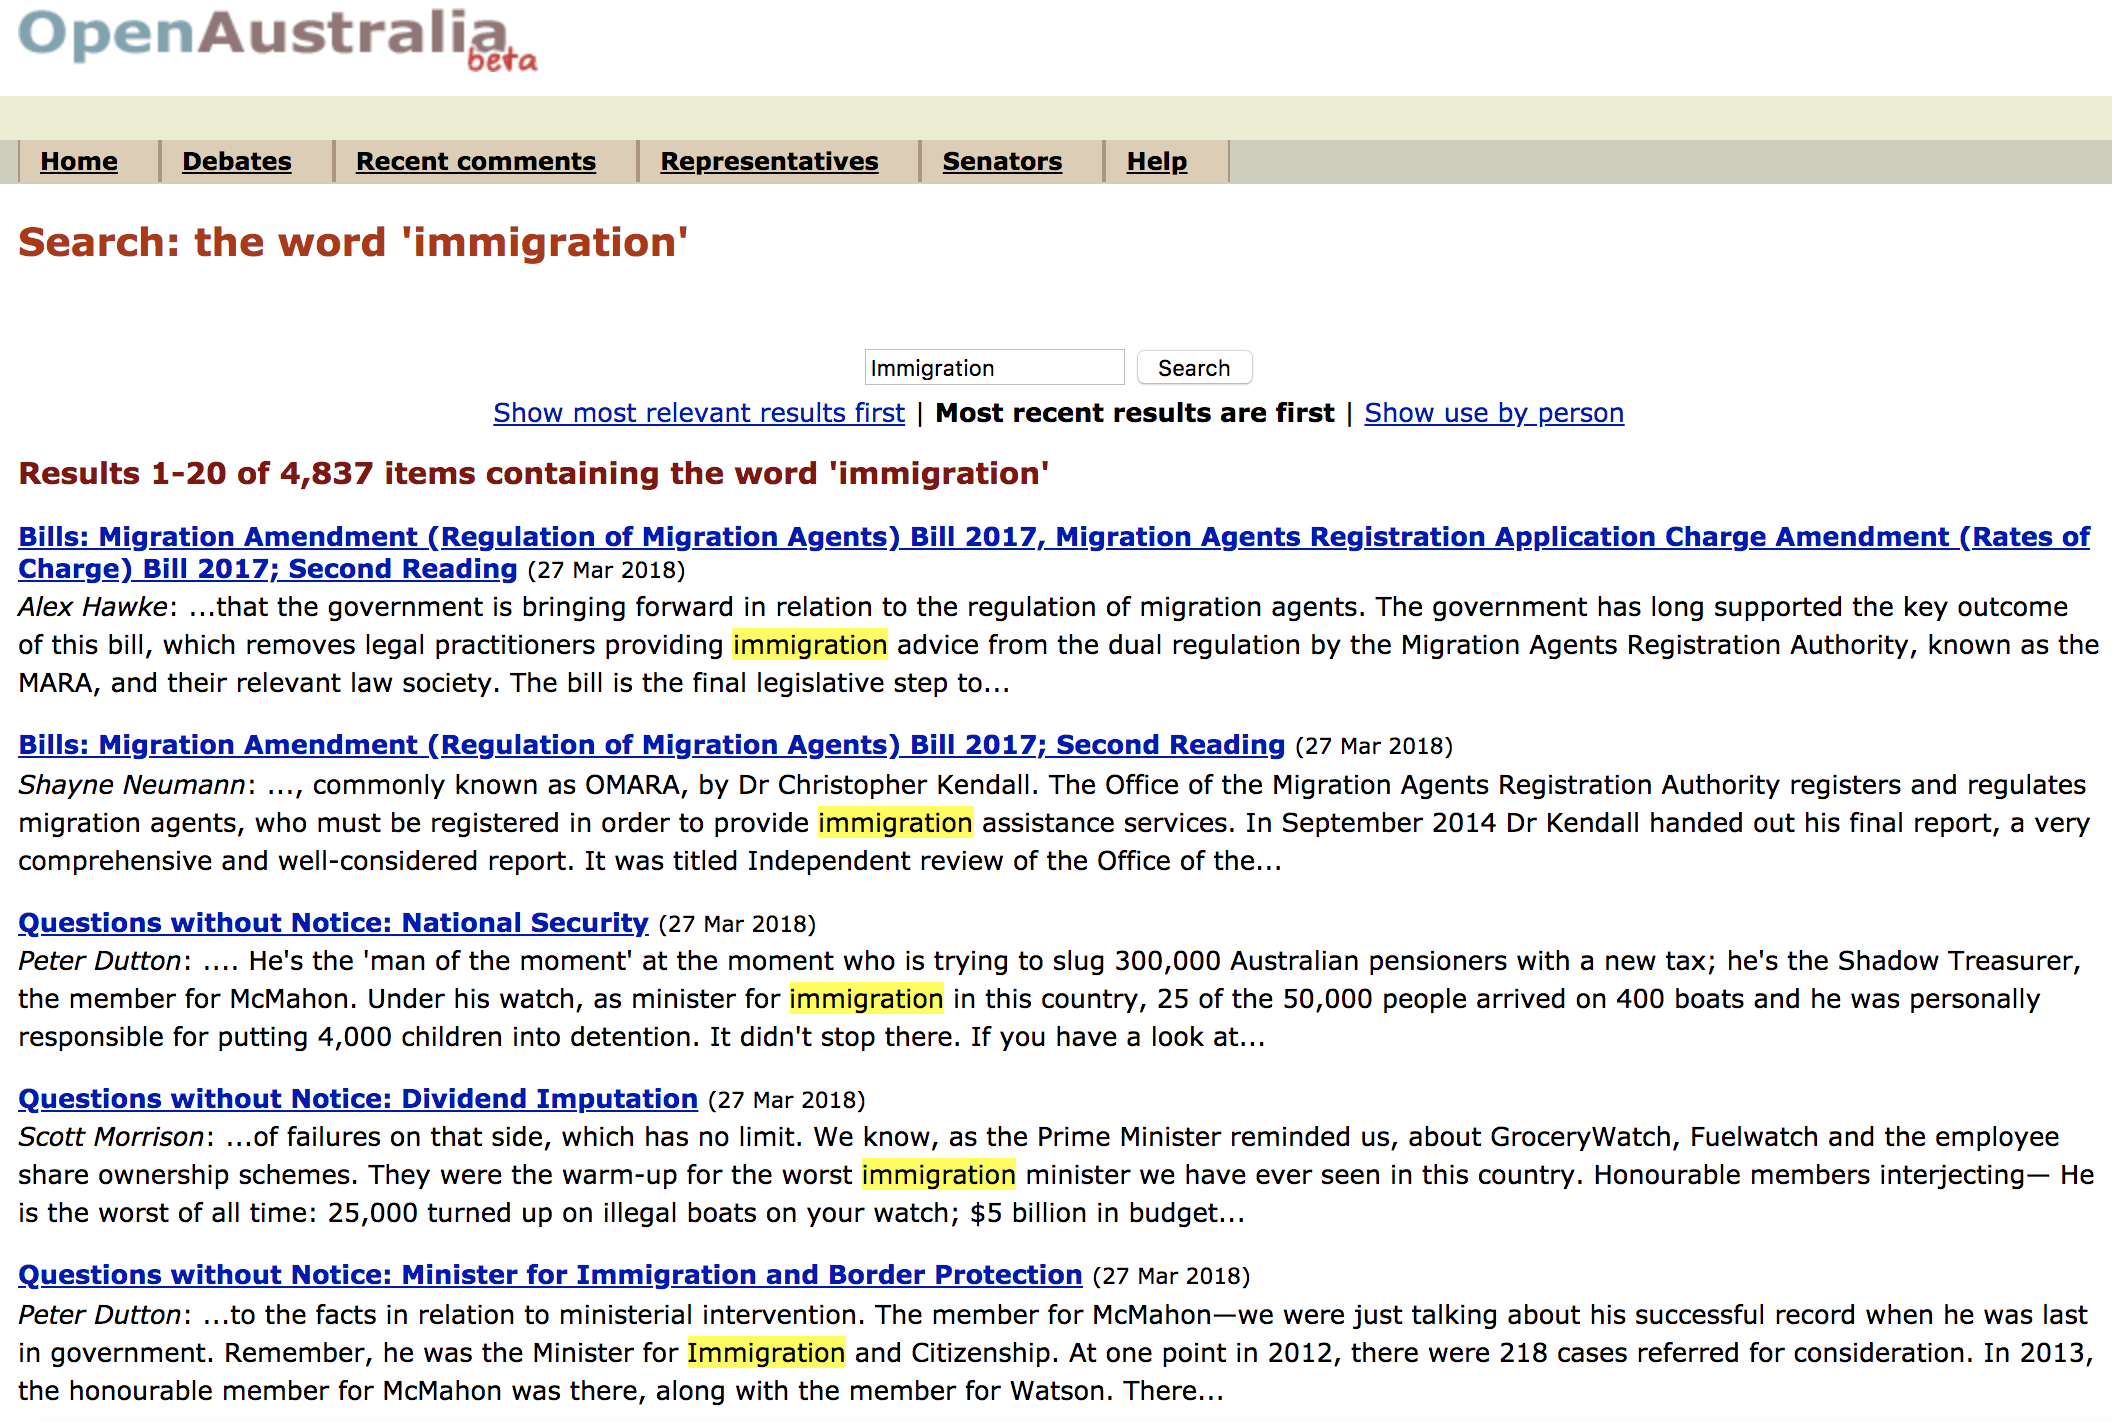 OpenAustralia beta
Home Debates Recent comments Representatives Senators Help
Search: the word 'immigration'
Immigration Search
Show most relevant results first | Most recent results are first | Show use by person
Results 1-20 of 4,837 items containing the word 'immigration'
Bills: Migration Amendment (Regulation of Migration Agents) Bill 2017, Migration Agents Registration Application Charge Amendment (Rates of
Charge) Bill 2017; Second Reading (27 Mar 2018)
Alex Hawke: ...that the government is bringing forward in relation to the regulation of migration agents. The government has long supported the key outcome
of this bill, which removes legal practitioners providing immigration advice from the dual regulation by the Migration Agents Registration Authority, known as the
MARA, and their relevant law society. The bill is the final legislative step to...
Bills: Migration Amendment (Regulation of Migration Agents) Bill 2017; Second Reading (27 Mar 2018)
Shayne Neumann: ..., commonly known as OMARA, by Dr Christopher Kendall. The Office of the Migration Agents Registration Authority registers and regulates
migration agents, who must be registered in order to provide immigration assistance services. In September 2014 Dr Kendall handed out his final report, a very
comprehensive and well-considered report. It was titled Independent review of the Office of the...
Questions without Notice: National Security (27 Mar 2018)
Peter Dutton: .... He's the 'man of the moment' at the moment who is trying to slug 300,000 Australian pensioners with a new tax; he's the Shadow Treasurer,
the member for McMahon. Under his watch, as minister for immigration in this country, 25 of the 50,000 people arrived on 400 boats and he was personally
responsible for putting 4,000 children into detention. It didn't stop there. If you have a look at...
Questions without Notice: Dividend Imputation (27 Mar 2018)
Scott Morrison: ...of failures on that side, which has no limit. We know, as the Prime Minister reminded us, about GroceryWatch, Fuelwatch and the employee
share ownership schemes. They were the warm-up for the worst immigration minister we have ever seen in this country. Honourable members interjecting— He
is the worst of all time: 25,000 turned up on illegal boats on your watch; $5 billion in budget...
Questions without Notice: Minister for Immigration and Border Protection (27 Mar 2018)
Peter Dutton: ...to the facts in relation to ministerial intervention. The member for McMahon—we were just talking about his successful record when he was last
in government. Remember, he was the Minister for Immigration and Citizenship. At one point in 2012, there were 218 cases referred for consideration. In 2013,
the honourable member for McMahon was there, along with the member for Watson. There...